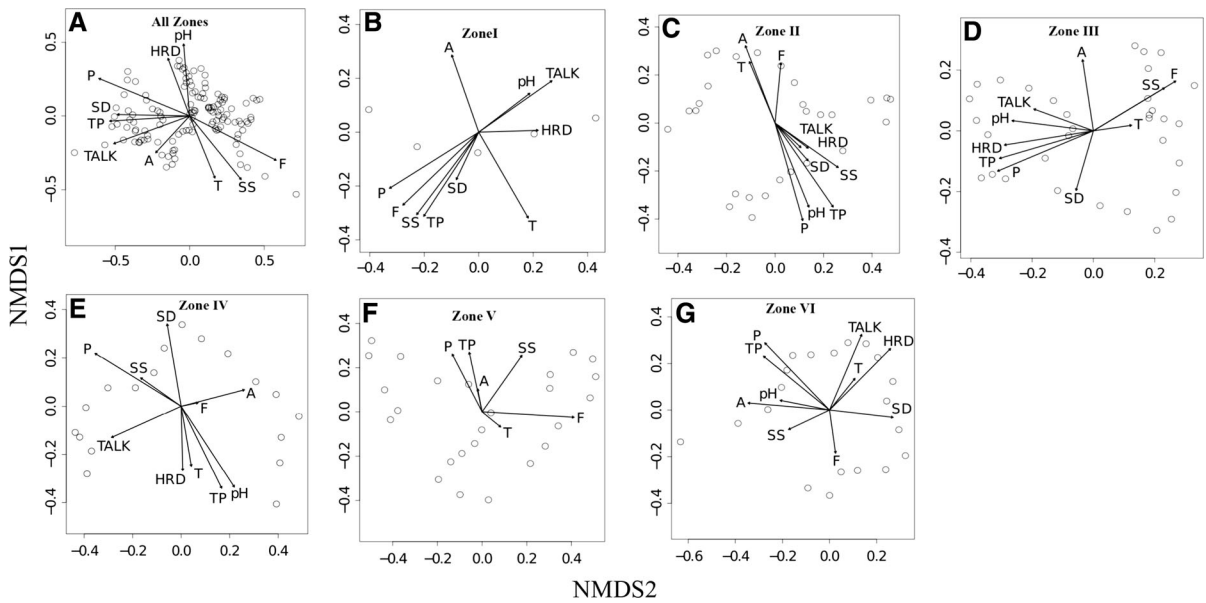 A
All Zones
pH
HRD
P
SD
TP
TALK
A
T
SS
F
0.5
0.0
−0.5
−0.5
0.0
0.5
B
ZoneI
A
TALK
pH
HRD
P
F
SS
TP
SD
T
0.4
0.2
0.0
−0.2
−0.4
−0.4
−0.2
0.0
0.2
0.4
C
Zone II
A
T
F
TALK
HRD
SD
SS
pH
TP
P
0.4
0.2
0.0
−0.2
−0.4
−0.4
−0.2
0.0
0.2
0.4
D
Zone III
A
F
SS
TALK
pH
T
HRD
TP
P
SD
0.2
0.0
−0.2
−0.4
−0.4
−0.2
0.0
0.2
NMDS1
E
Zone IV
SD
P
SS
A
F
TALK
HRD
T
TP
pH
0.4
0.2
0.0
−0.2
−0.4
−0.4
−0.2
0.0
0.2
0.4
F
Zone V
P
TP
SS
A
F
T
0.4
0.2
0.0
−0.2
−0.4
−0.4
−0.2
0.0
0.2
0.4
G
Zone VI
P
TALK
TP
HRD
T
pH
A
SD
SS
F
0.4
0.2
0.0
−0.2
−0.4
−0.6
−0.4
−0.2
0.0
0.2
NMDS2